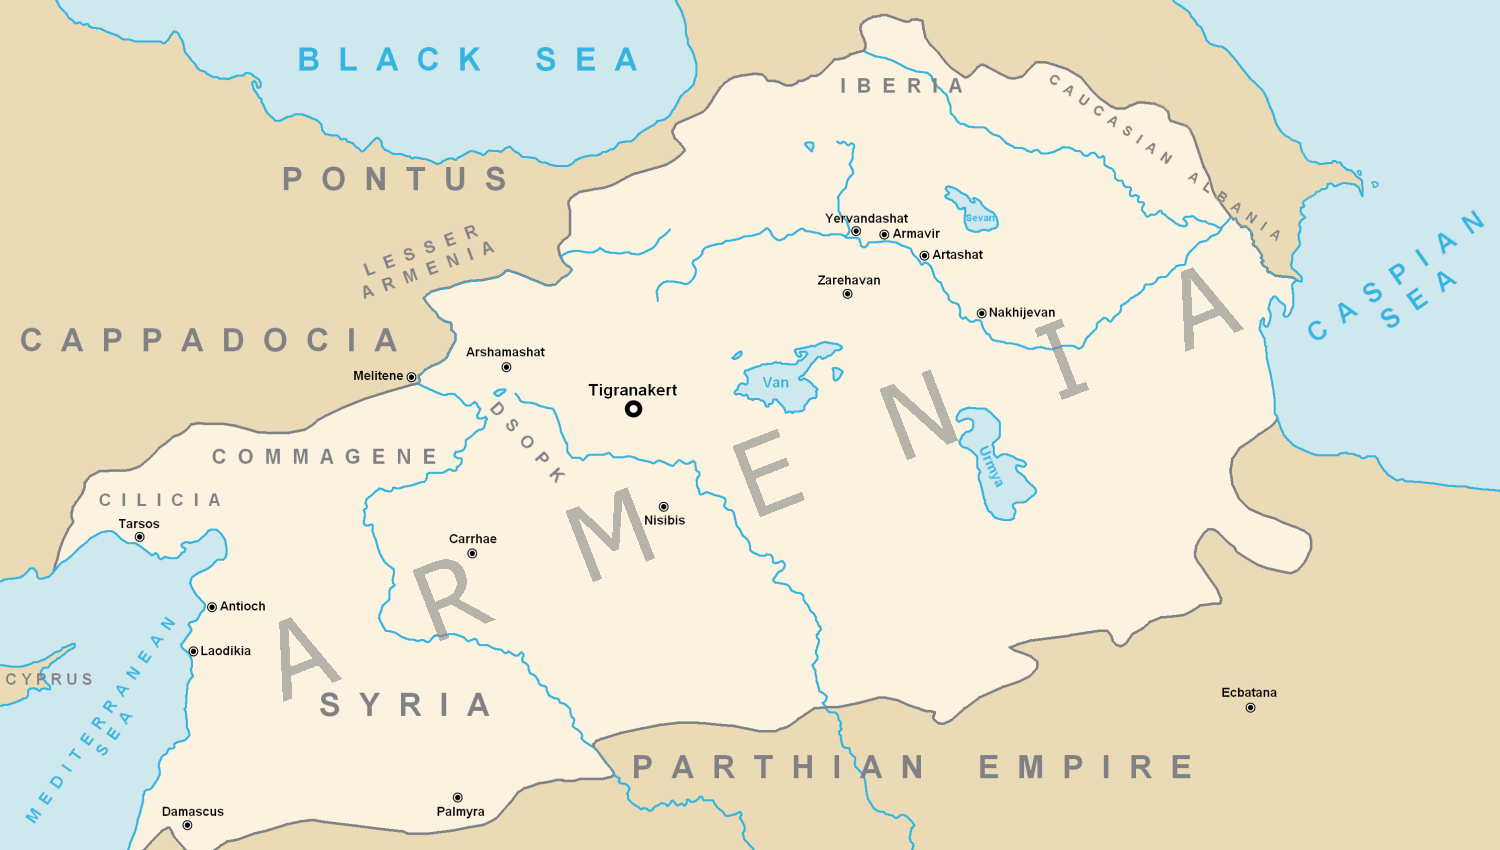 BLACK SEA
IBERIA
CAUCASIAN ALBANIA
PONTUS
LESSER
ARMENIA
Yervandashat
Armavir
Sevan
Artashat
CASPIAN
SEA
Zarehavan
Nakhijevan
CAPPADOCIA
Arshamashat
Melitene
Tigranakert
Van
DSOPK
ARMENIA
Urmya
COMMAGENE
CILICIA
Tarsos
Nisibis
Carrhae
Antioch
Laodikia
CYPRUS
MEDITERRANEAN
SEA
SYRIA
Ecbatana
PARTHIAN EMPIRE
Palmyra
Damascus